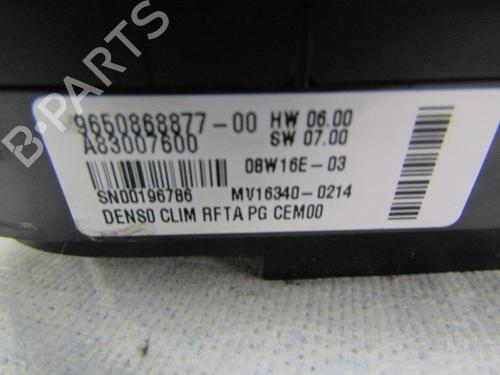 9650868877-00 HW 06.00
A83007600 SW 07.00
08W16E-03
SN00196786 MV16340-0214
DENSO CLIM RFTA PG CEM00
B-PARTS
B-PARTS